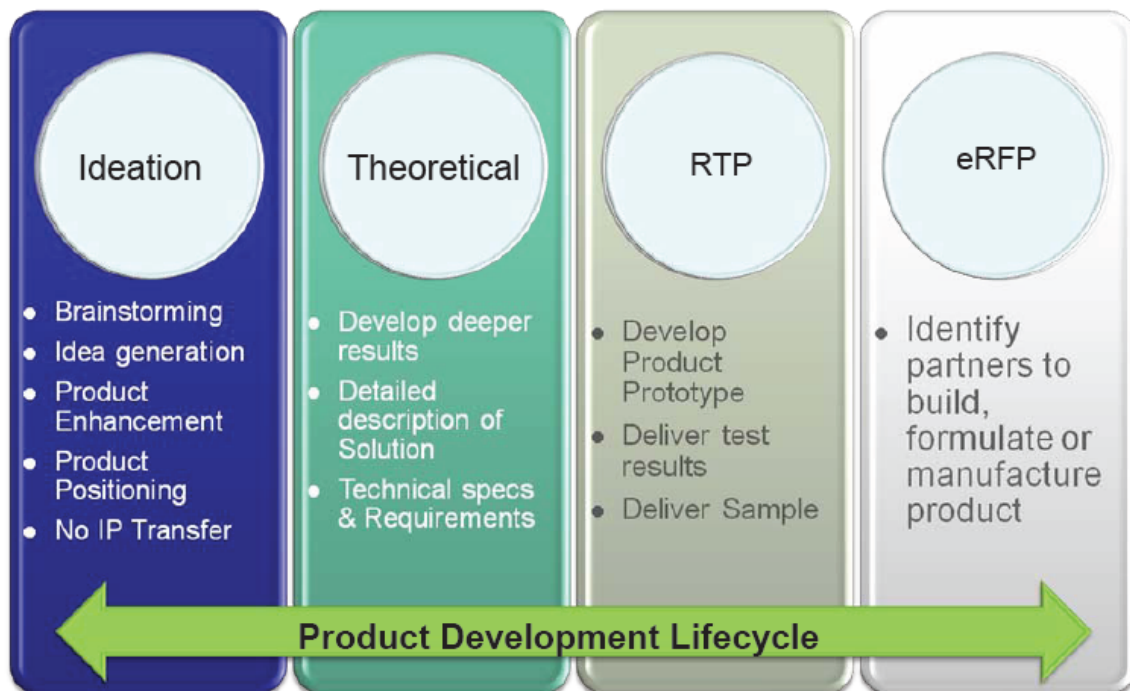 Ideation
Brainstorming
Idea generation
Product
Enhancement
Product
Positioning
No IP Transfer
Theoretical
Develop deeper
results
Detailed
description of
Solution
Technical specs
& Requirements
RTP
Develop
Product
Prototype
Deliver test
results
Deliver Sample
eRFP
Identify
partners to
build,
formulate or
manufacture
product
Product Development Lifecycle